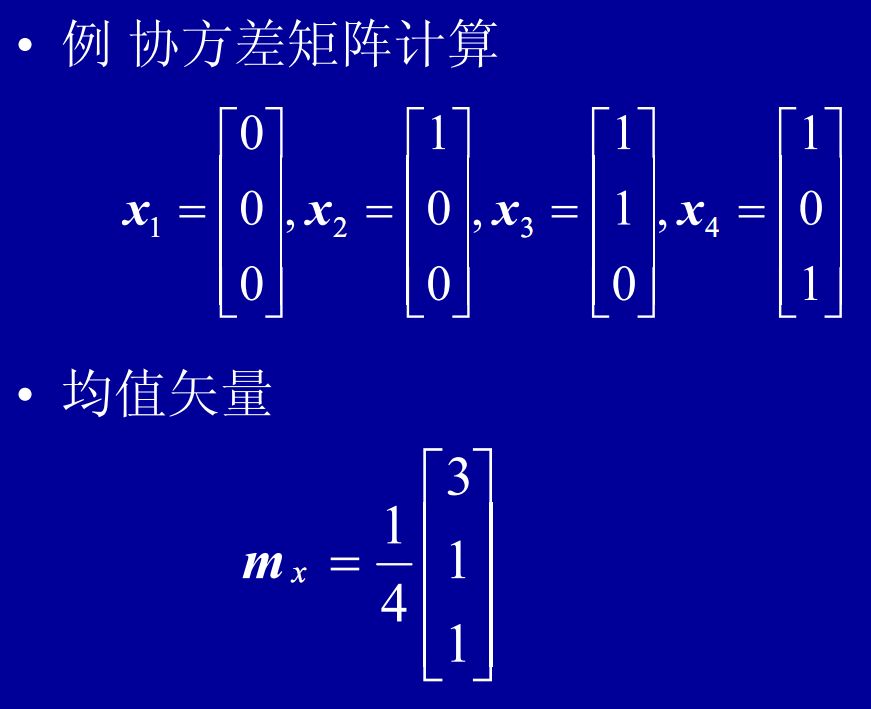 • 例 协方差矩阵计算
x₁ = [0 0 0], x₂ = [1 0 0], x₃ = [1 1 0], x₄ = [1 0 1]
• 均值矢量
mₓ = 1/4 [3 1 1]